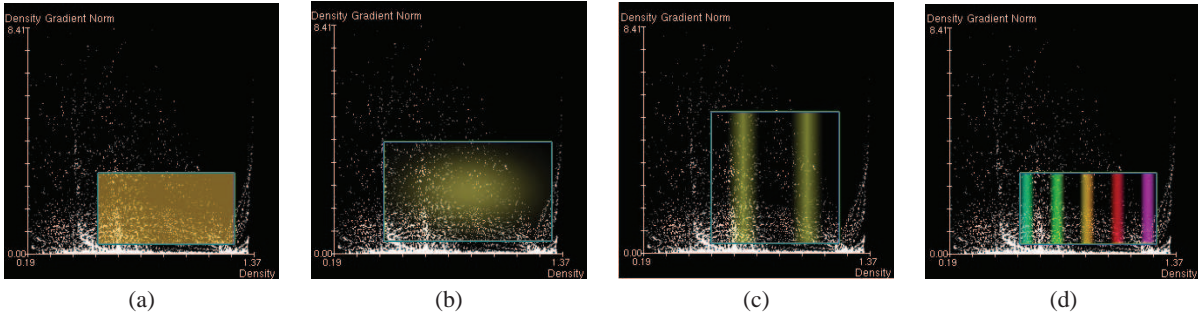 Density Gradient Norm
8.41
0.00
0.19
1.37
Density
(a)
Density Gradient Norm
8.41
0.00
0.19
1.37
Density
(b)
Density Gradient Norm
8.41
0.00
0.19
1.37
Density
(c)
Density Gradient Norm
8.41
0.00
0.19
1.37
Density
(d)